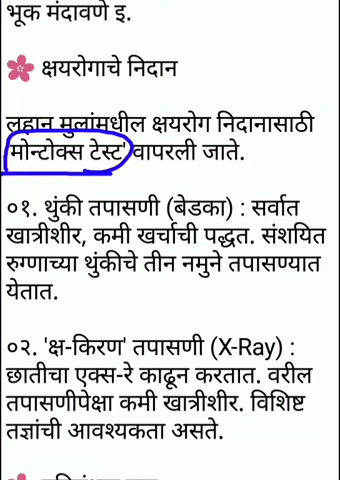 भूक मंदावणे इ.
🌸 क्षयरोगाचे निदान
लहान मुलांमधील क्षयरोग निदानासाठी
'मोन्टोक्स टेस्ट' वापरली जाते.
०१. थुंकी तपासणी (बेडका) : सर्वात
खात्रीशीर, कमी खर्चाची पद्धत. संशयित
रुग्णाच्या थुंकीचे तीन नमुने तपासण्यात
येतात.
०२. 'क्ष-किरण' तपासणी (X-Ray) :
छातीचा एक्स-रे काढून करतात. वरील
तपासणीपेक्षा कमी खात्रीशीर. विशिष्ट
तज्ञांची आवश्यकता असते.